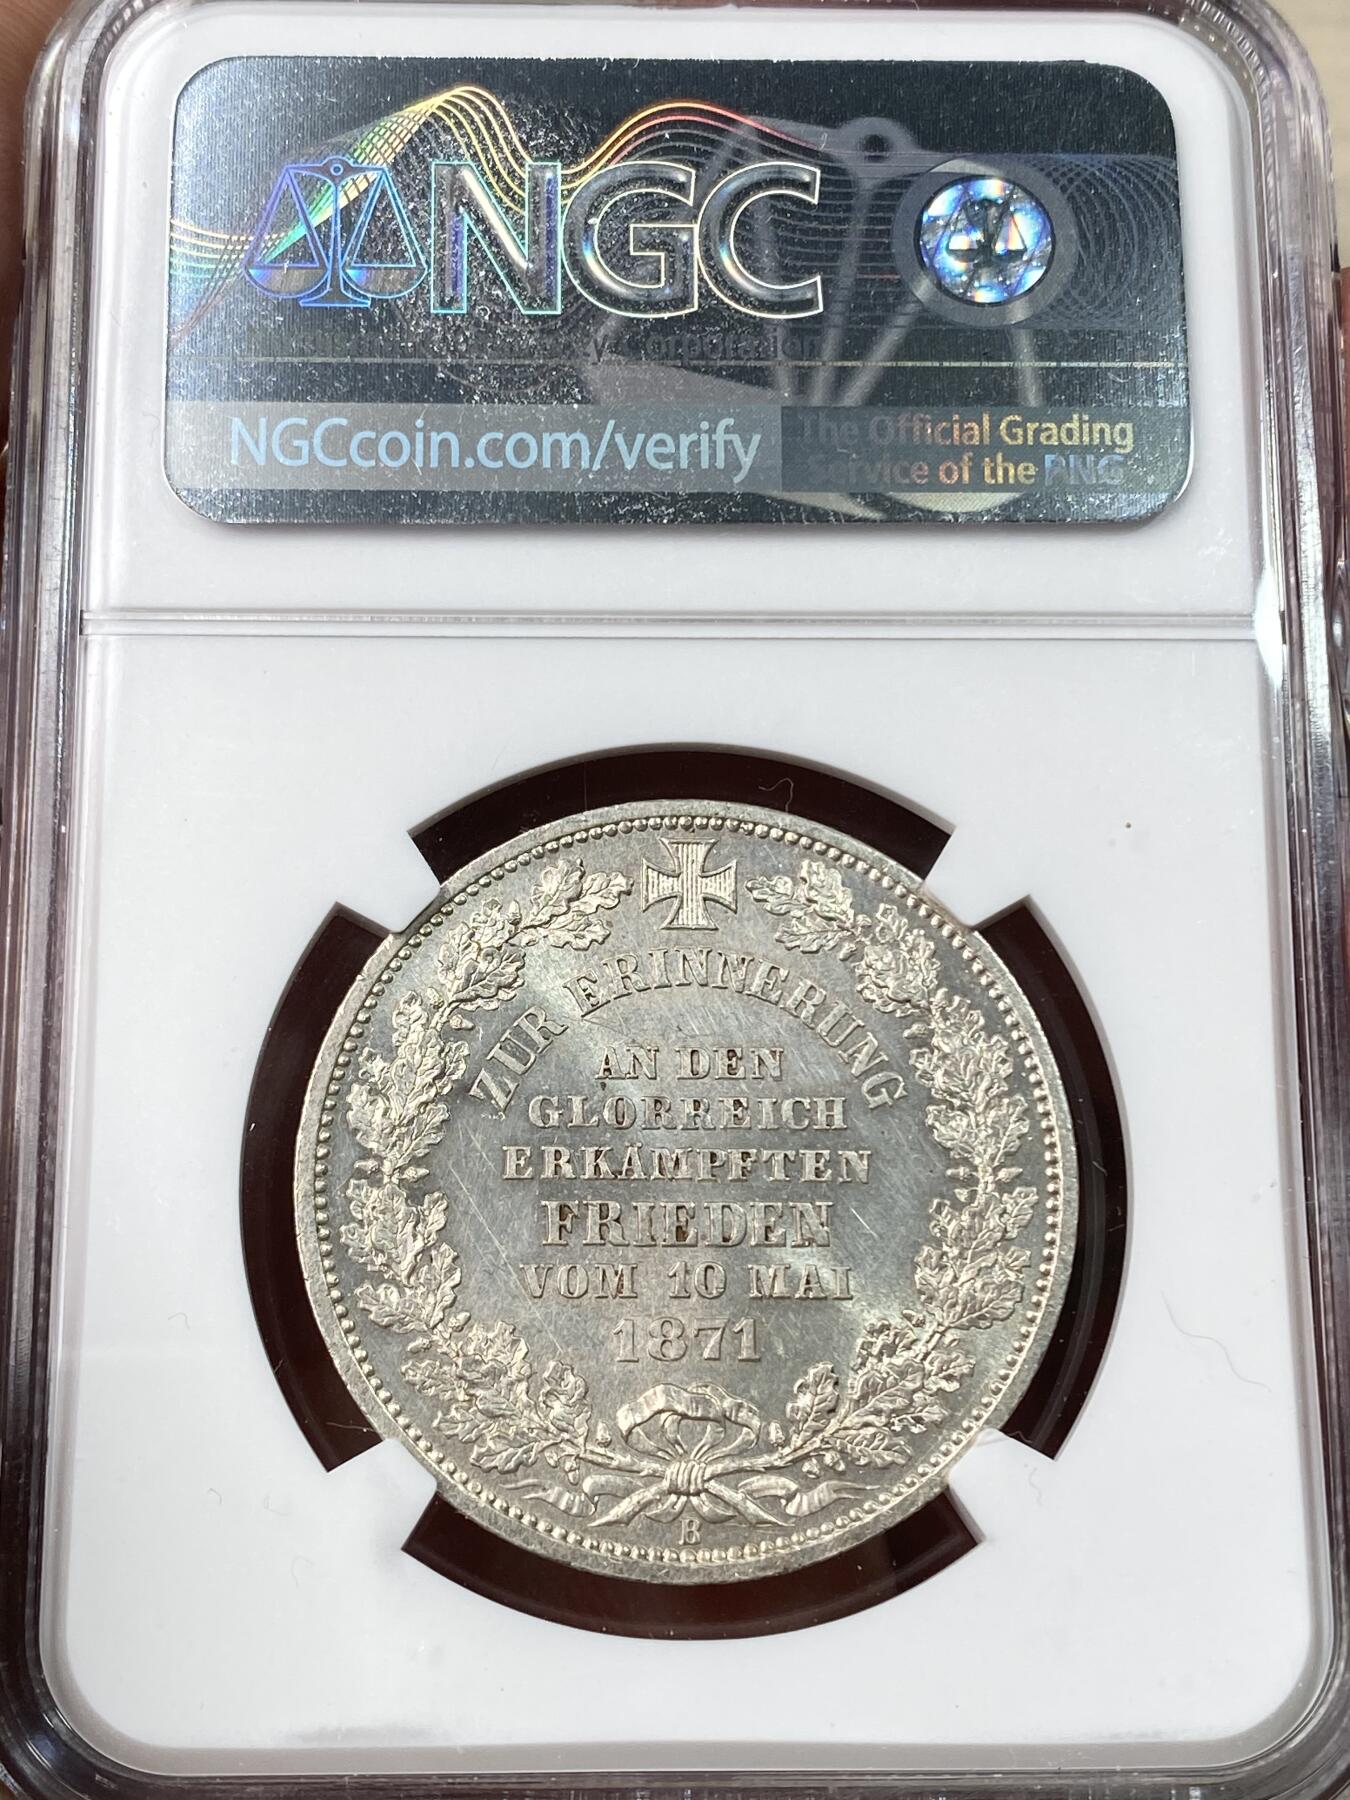 NGC
Corporation
NGCcoin.com/verify
The Official Grading
Service of the PNG
ZUR ERINNERUNG
AN DEN
GLORREICH
ERKÄMPFTEN
FRIEDEN
VOM 10 MAI
1871
B